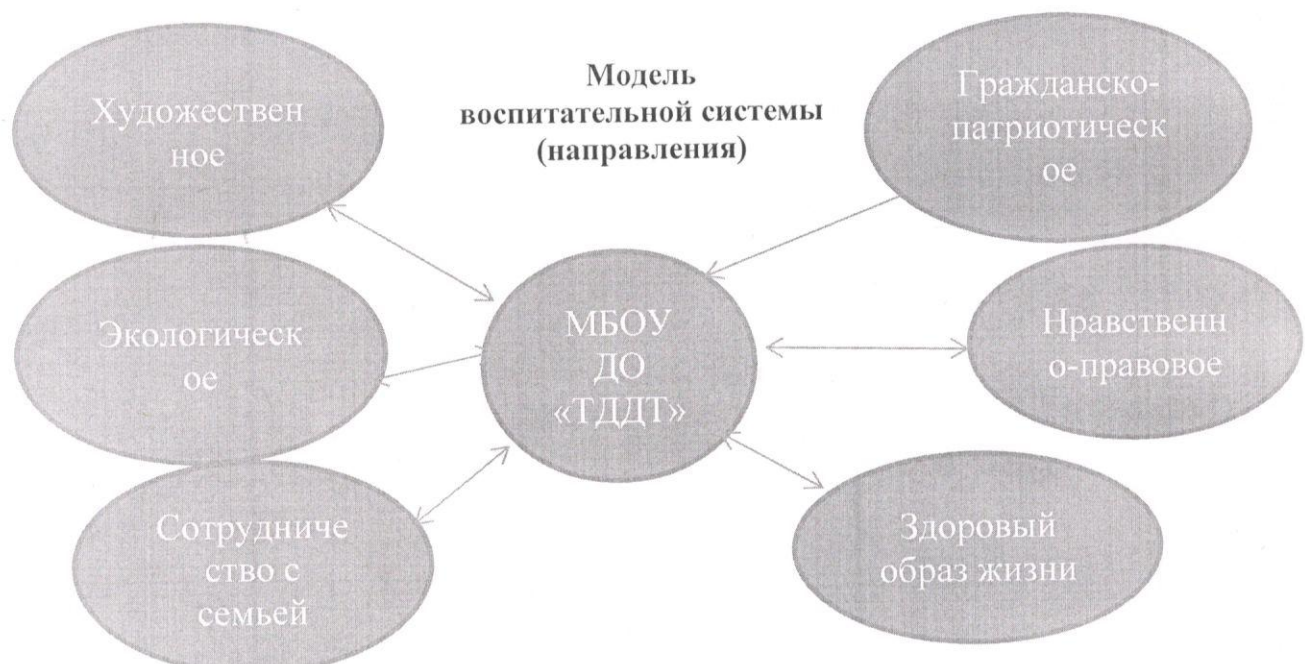 Модель
воспитательной системы
(направления)
Художествен
ное
Гражданско-
патриотическ
ое
Экологическ
ое
МБОУ
ДО
«ТДДТ»
Нравственн
о-правовое
Сотрудниче
ство с
семьей
Здоровый
образ жизни